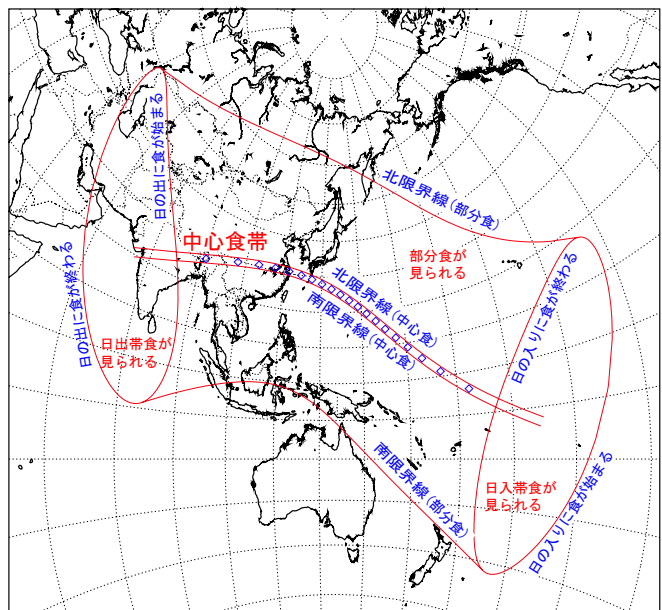 日の出に食が始まる
日の出に食が終わる
中心食帯
日出帯食が
見られる
北限界線(部分食)
部分食が
見られる
北限界線(中心食)
南限界線(中心食)
日の入りに食が終わる
南限界線(部分食)
日入帯食が
見られる
日の入りに食が始まる